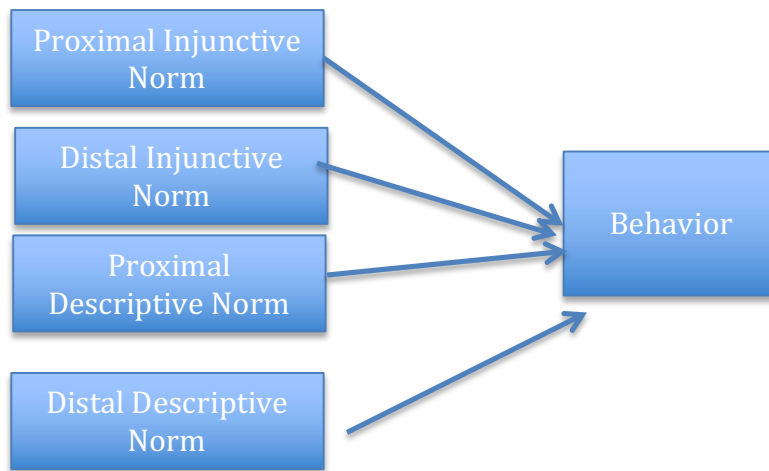 Proximal Injunctive
Norm
Distal Injunctive
Norm
Proximal
Descriptive Norm
Distal Descriptive
Norm
Behavior